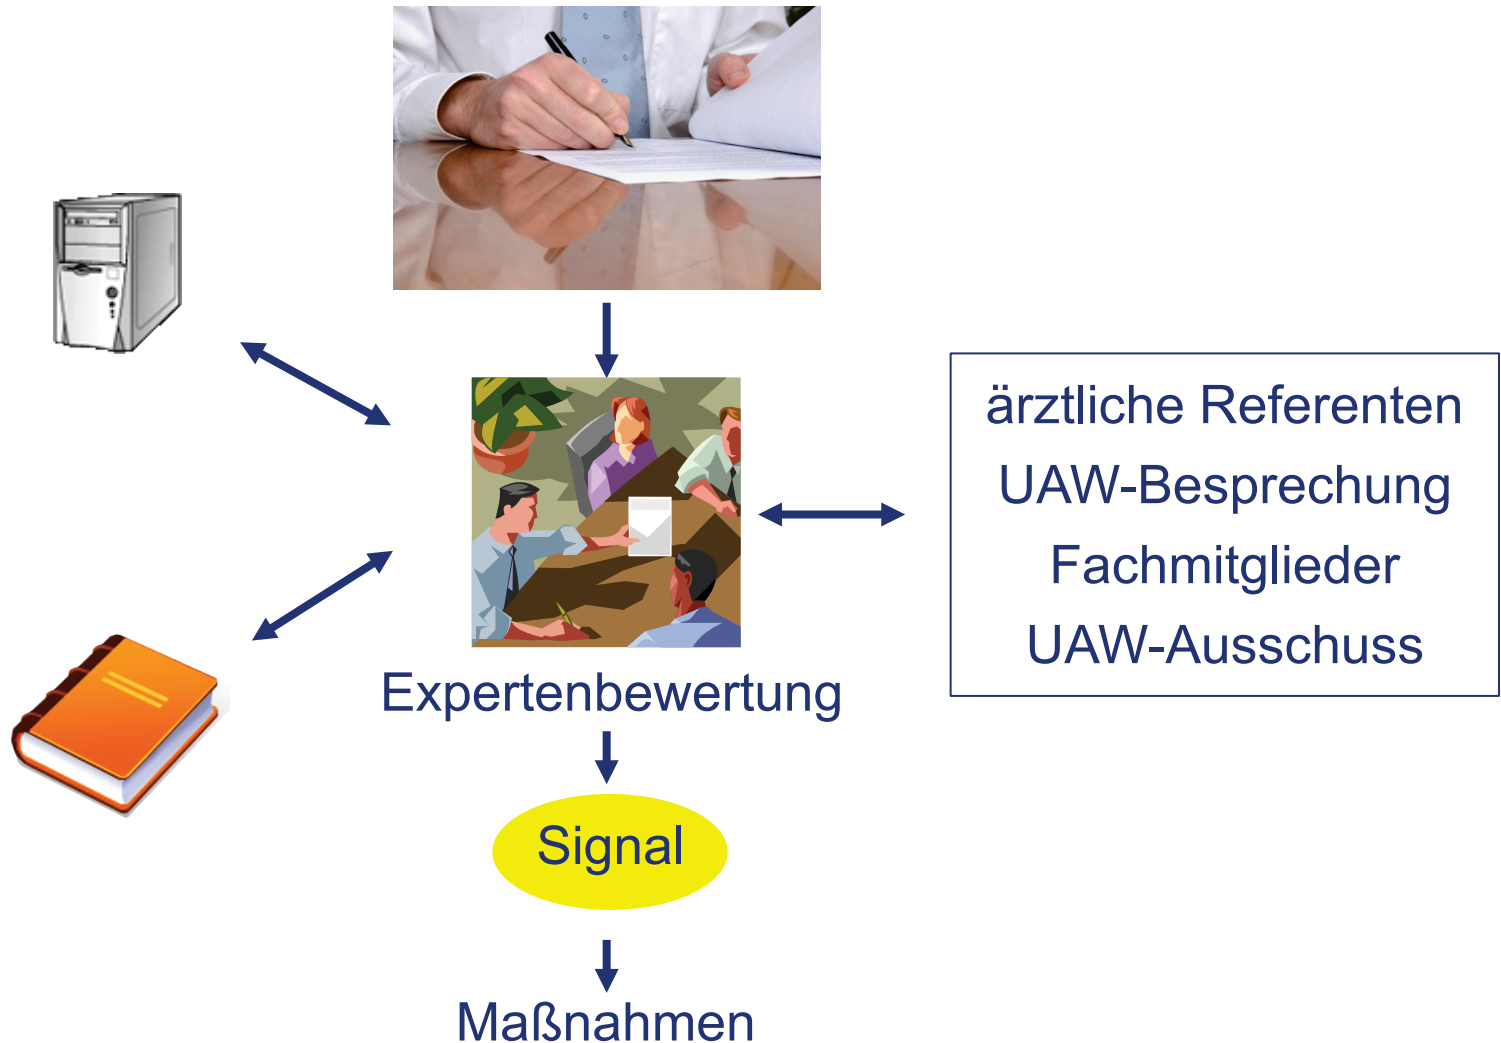 ärztliche Referenten
UAW-Besprechung
Fachmitglieder
UAW-Ausschuss
Expertenbewertung
Signal
Maßnahmen